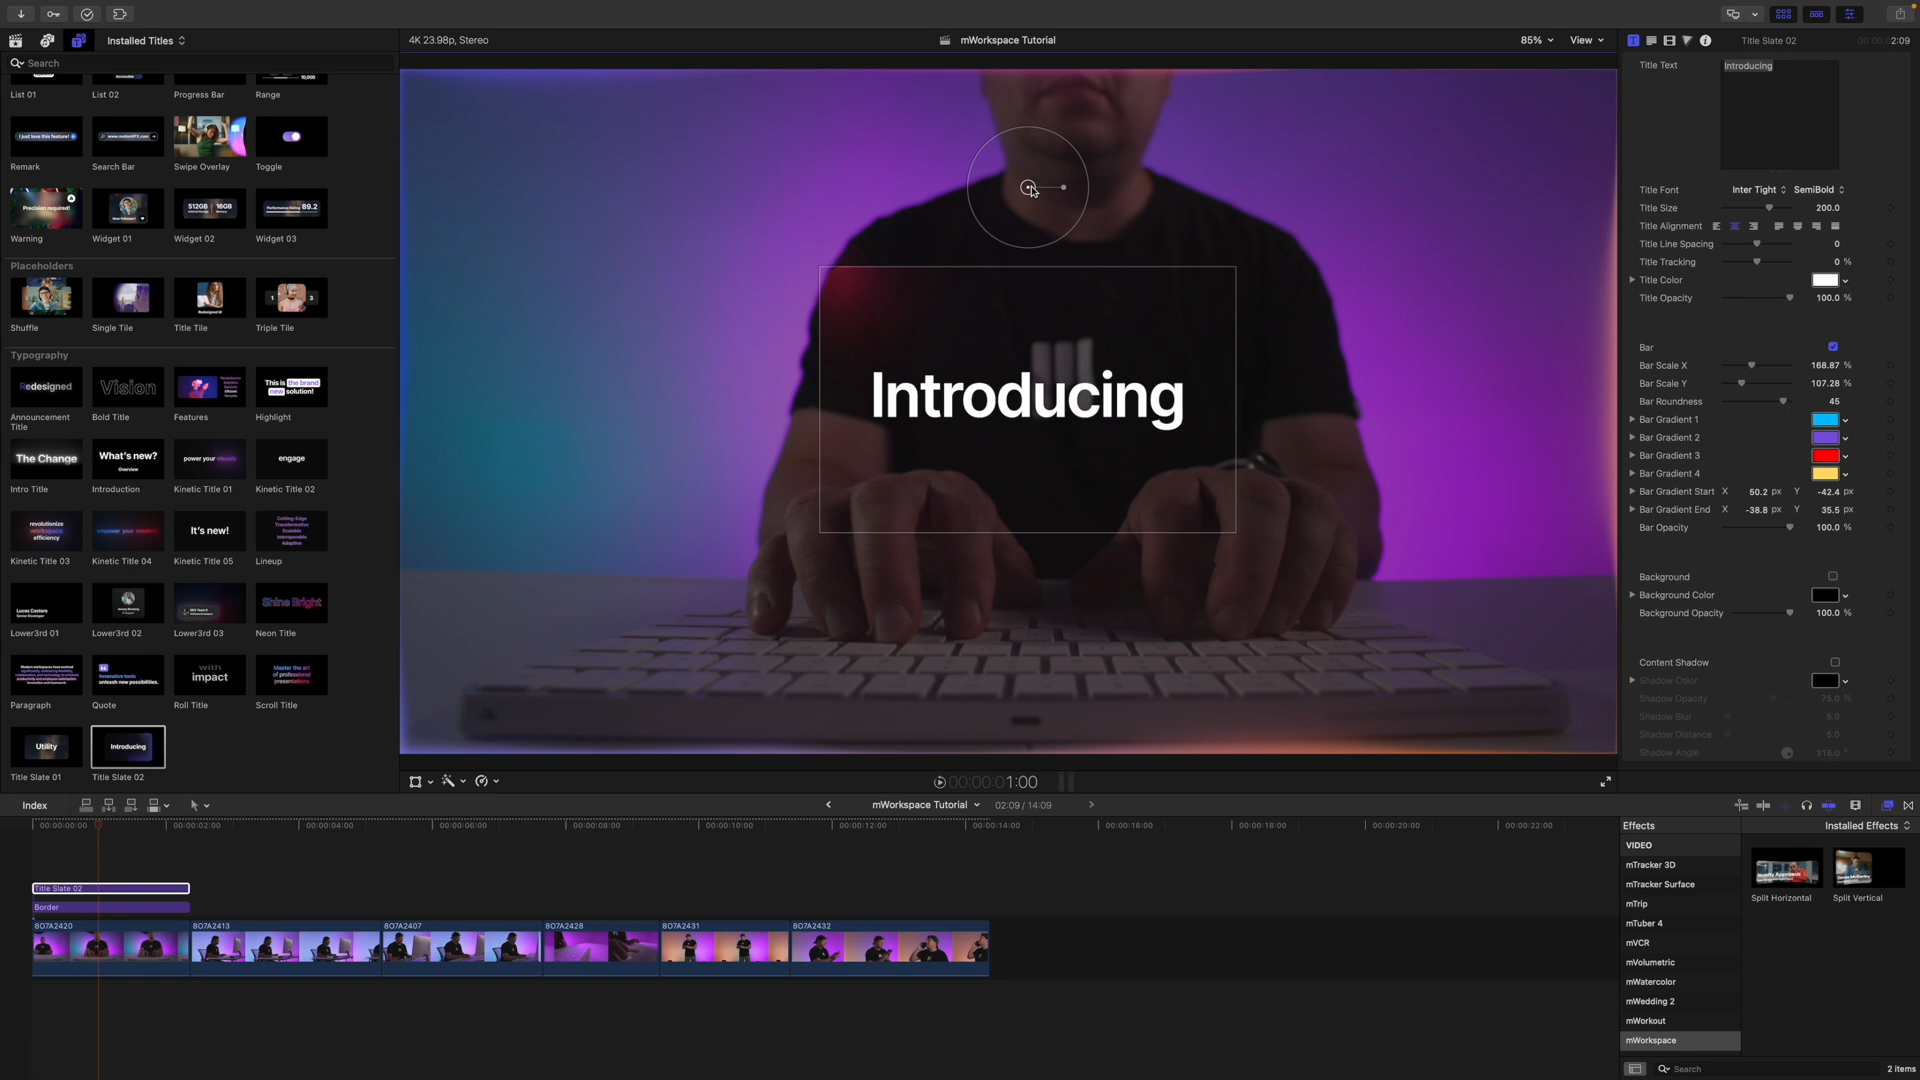 Installed Titles
4K 23.98p, Stereo
mWorkspace Tutorial
85%
View
Title Slate 02
00:00:00:02:09
Search
List 01
List 02
Progress Bar
Range
10,000
I just love this feature!
www.motionVFX.com
Remark
Search Bar
Swipe Overlay
Toggle
Precision required!
New Follower!
512GB
16GB
89.2
Warning
Widget 01
Widget 02
Widget 03
Placeholders
1
3
Shuffle
Single Tile
Title Tile
Triple Tile
Typography
Redesigned
Vision
This is the brand
new solution!
Announcement
Title
Bold Title
Features
Highlight
The Change
What's new?
Overview
power your visuals
engage
Intro Title
Introduction
Kinetic Title 01
Kinetic Title 02
revolutionize
workspace
efficiency
empower your creation
It's new!
Cutting-Edge
Transformative
Scalable
Interoperable
Adaptive
Kinetic Title 03
Kinetic Title 04
Kinetic Title 05
Lineup
Lucas Castora
Senior Developer
Shine Bright
Lower3rd 01
Lower3rd 02
Lower3rd 03
Neon Title
Innovative tools
unleash new possibilities.
with
impact
Master the art
of professional
presentations
Paragraph
Quote
Roll Title
Scroll Title
Utility
Introducing
Title Slate 01
Title Slate 02
Introducing
Title Text
Introducing
Title Font
Inter Tight
SemiBold
Title Size
200.0
Title Alignment
Title Line Spacing
0
Title Tracking
0 %
Title Color
Title Opacity
100.0 %
Bar
Bar Scale X
168.87 %
Bar Scale Y
107.28 %
Bar Roundness
45
Bar Gradient 1
Bar Gradient 2
Bar Gradient 3
Bar Gradient 4
Bar Gradient Start X 50.2 px Y -42.4 px
Bar Gradient End X -38.8 px Y 35.5 px
Bar Opacity
100.0 %
Background
Background Color
Background Opacity
100.0 %
Content Shadow
Shadow Color
Shadow Opacity
75.0 %
Shadow Blur
5.0
Shadow Distance
5.0
Shadow Angle
315.0 °
00:00:00:01:00
Index
mWorkspace Tutorial
02:09 / 14:09
00:00:00:00
00:00:02:00
00:00:04:00
00:00:06:00
00:00:08:00
00:00:10:00
00:00:12:00
00:00:14:00
00:00:16:00
00:00:18:00
00:00:20:00
00:00:22:00
Title Slate 02
Border
8O7A2420
8O7A2413
8O7A2407
8O7A2428
8O7A2431
8O7A2432
Effects
Installed Effects
VIDEO
mTracker 3D
mTracker Surface
mTrip
mTuber 4
mVCR
mVolumetric
mWatercolor
mWedding 2
mWorkout
mWorkspace
Split Horizontal
Split Vertical
Search
2 items